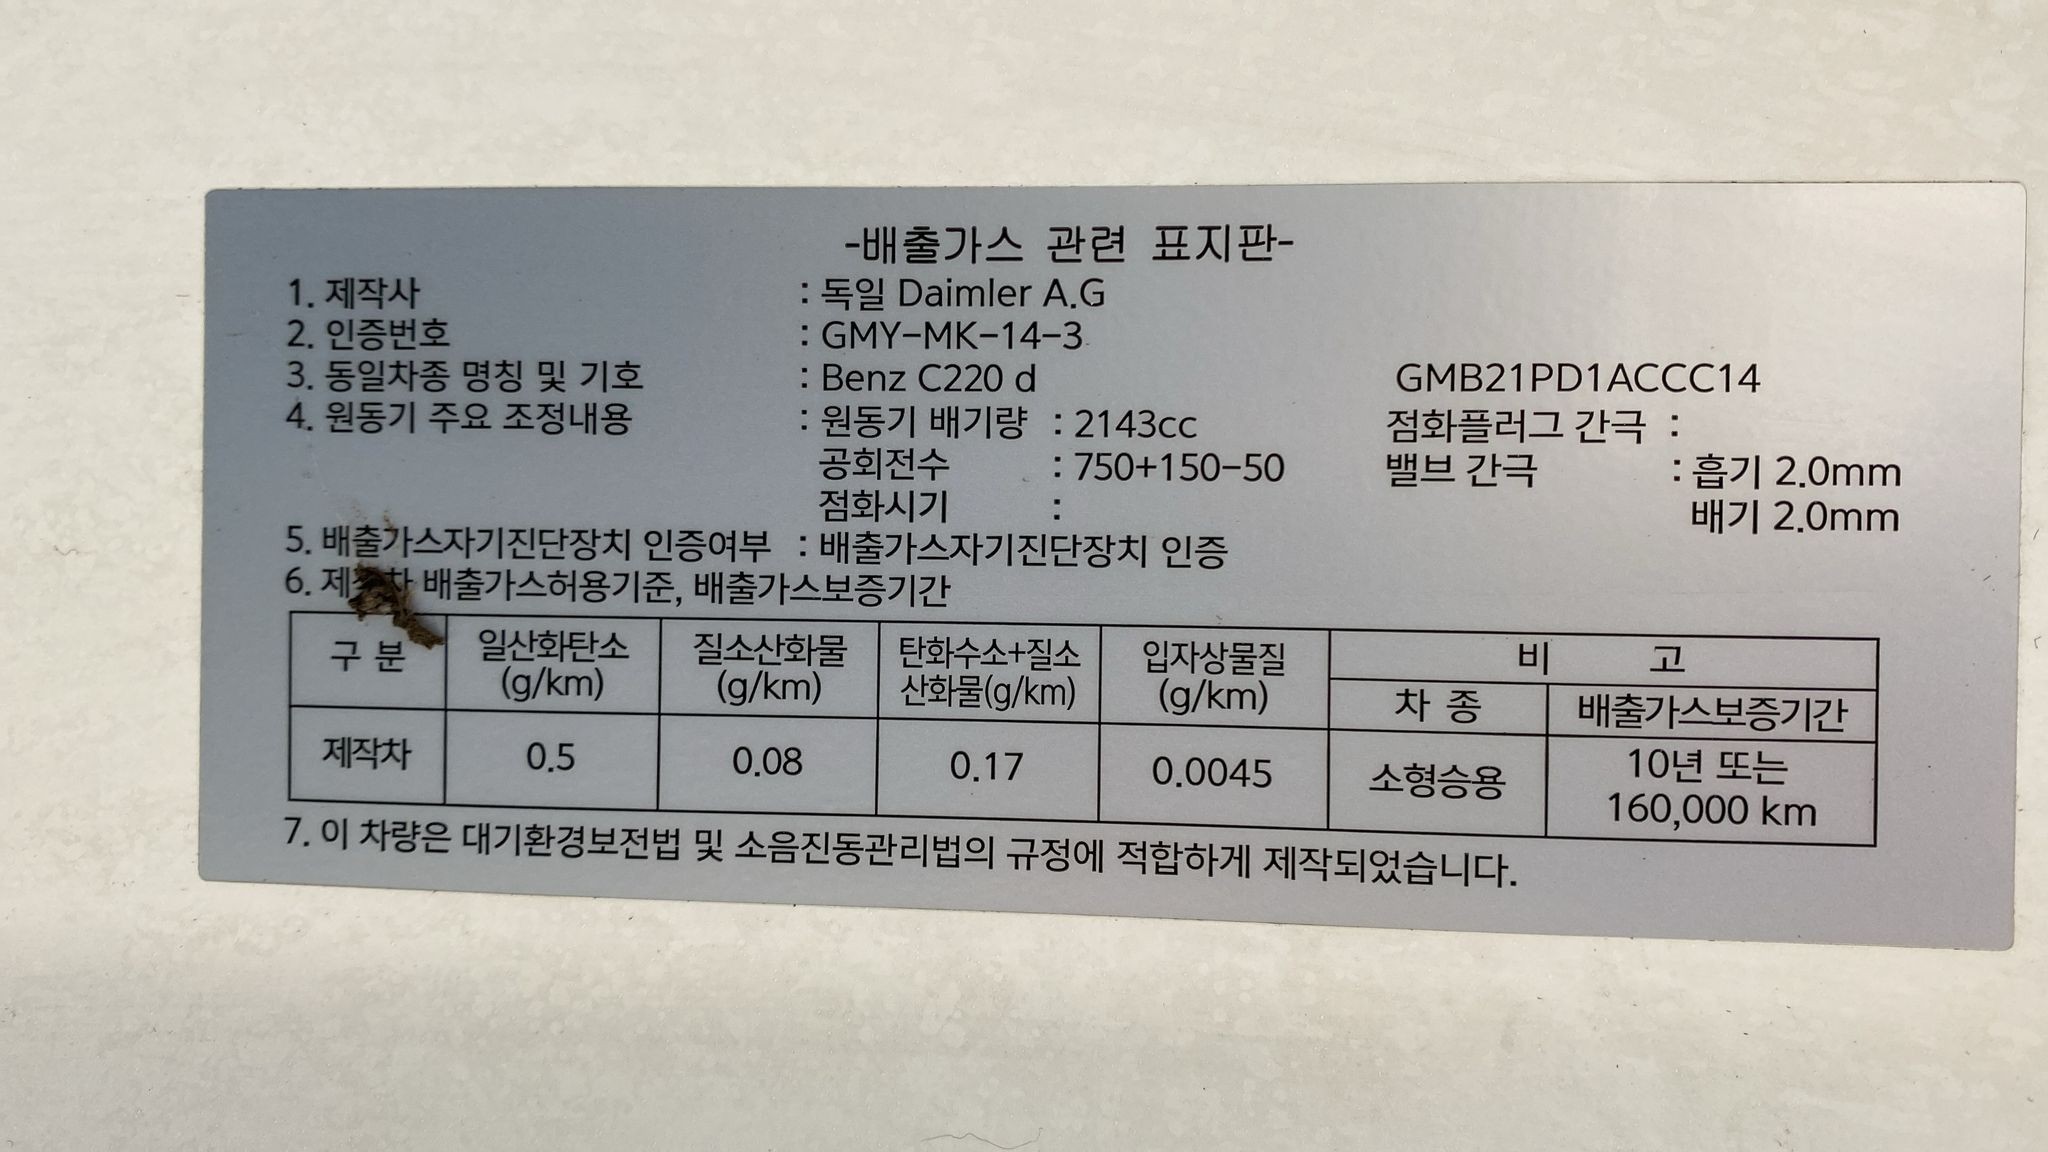 -배출가스 관련 표지판-
1. 제작사 : 독일 Daimler A.G
2. 인증번호 : GMY-MK-14-3
3. 동일차종 명칭 및 기호 : Benz C220 d GMB21PD1ACCC14
4. 원동기 주요 조정내용 : 원동기 배기량 : 2143cc 점화플러그 간극 :
공회전수 : 750+150-50 밸브 간극 : 흡기 2.0mm
점화시기 : 배기 2.0mm
5. 배출가스자기진단장치 인증여부 : 배출가스자기진단장치 인증
6. 제작차 배출가스허용기준, 배출가스보증기간
구 분 일산화탄소 질소산화물 탄화수소+질소 입자상물질 비 고
(g/km) (g/km) 산화물(g/km) (g/km) 차 종 배출가스보증기간
제작차 0.5 0.08 0.17 0.0045 소형승용 10년 또는
160,000 km
7. 이 차량은 대기환경보전법 및 소음진동관리법의 규정에 적합하게 제작되었습니다.